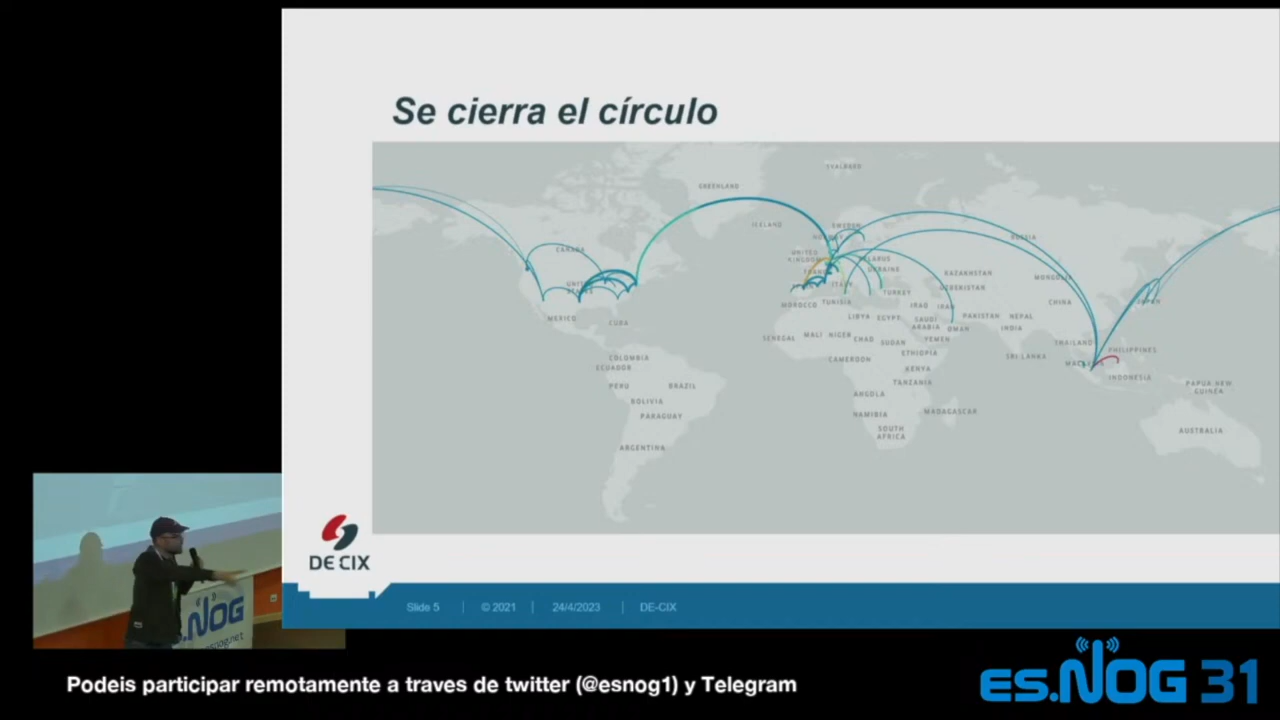 Se cierra el círculo
SVALBARD
GREENLAND
ICELAND
SWEDEN
RUSSIA
CANADA
UNITED
KINGDOM
BELARUS
UKRAINE
KAZAKHSTAN
MONGOLIA
ITALY
TURKEY
UZBEKISTAN
CHINA
JAPAN
MOROCCO
TUNISIA
IRAQ
IRAN
MEXICO
CUBA
LIBYA
EGYPT
SAUDI
ARABIA
OMAN
PAKISTAN
NEPAL
INDIA
SENEGAL
MALI
NIGER
CHAD
SUDAN
YEMEN
THAILAND
PHILIPPINES
COLOMBIA
ECUADOR
CAMEROON
ETHIOPIA
SRI LANKA
KENYA
INDONESIA
PERU
BRAZIL
TANZANIA
PAPUA NEW
GUINEA
BOLIVIA
ANGOLA
PARAGUAY
NAMIBIA
MADAGASCAR
SOUTH
AFRICA
AUSTRALIA
ARGENTINA
DE CIX
Slide 5 | © 2021 | 24/4/2023 | DE-CIX
s.NOG
esnog.net
Podeis participar remotamente a traves de twitter (@esnog1) y Telegram
es.NOG 31